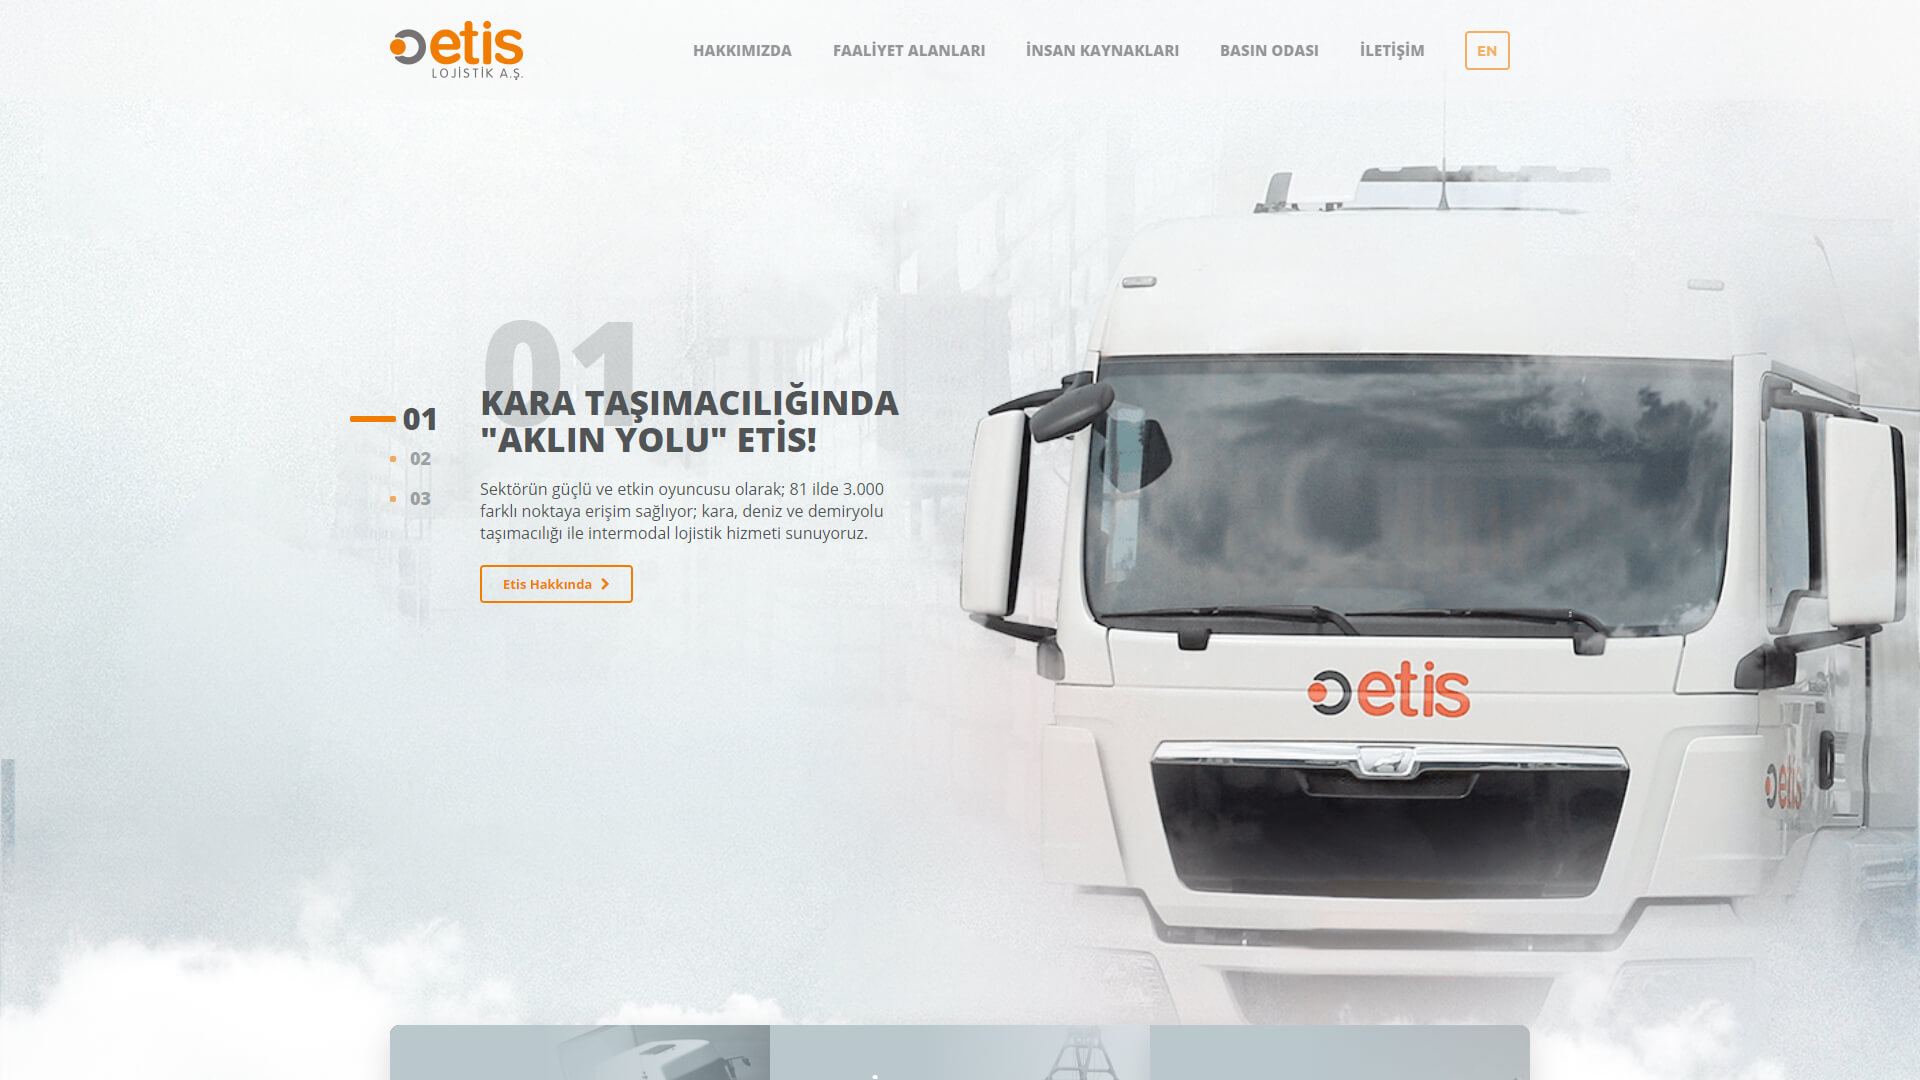 etis
LOJİSTİK A.Ş.
HAKKIMIZDA
FAALİYET ALANLARI
İNSAN KAYNAKLARI
BASIN ODASI
İLETİŞİM
EN
01
01
02
03
KARA TAŞIMACILIĞINDA
"AKLIN YOLU" ETİS!
Sektörün güçlü ve etkin oyuncusu olarak; 81 ilde 3.000
farklı noktaya erişim sağlıyor; kara, deniz ve demiryolu
taşımacılığı ile intermodal lojistik hizmeti sunuyoruz.
Etis Hakkında
etis
etis